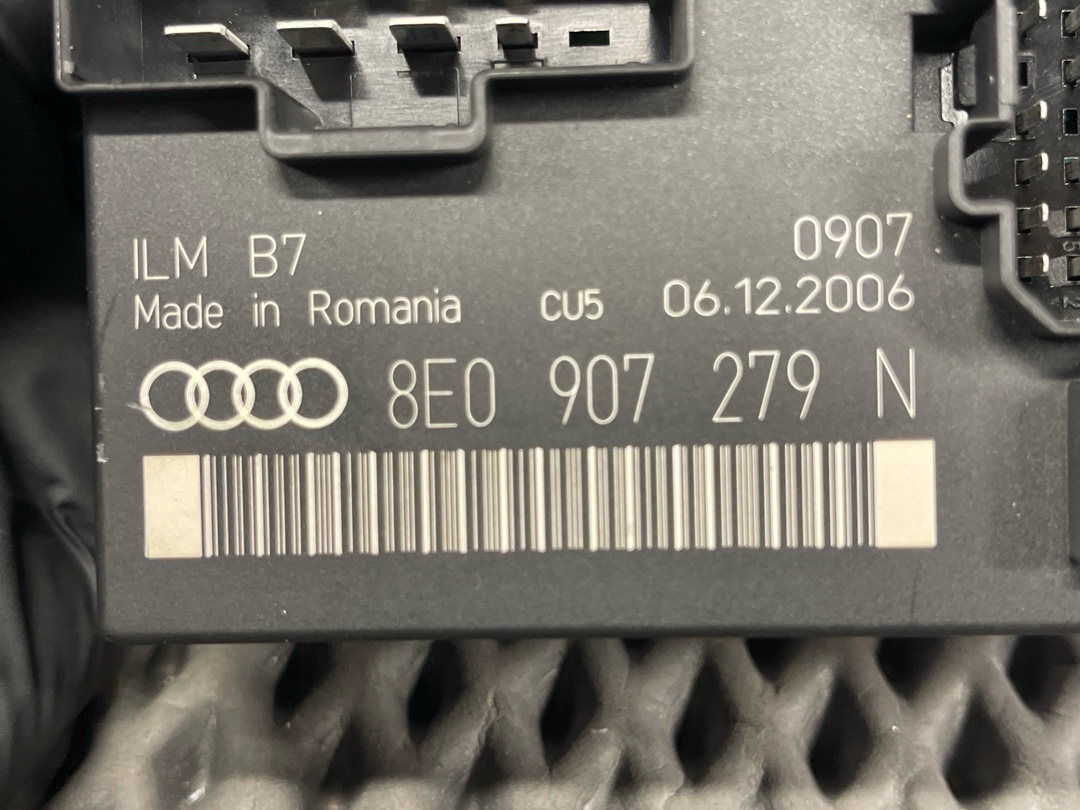 ILM B7 0907
Made in Romania CU5 06.12.2006
8E0 907 279 N